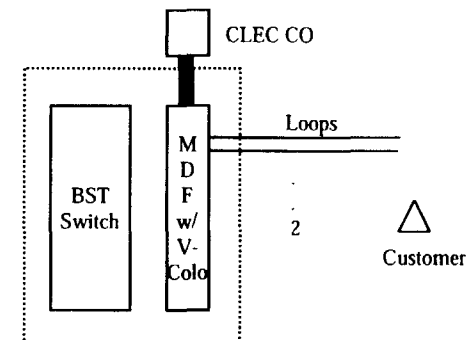 CLEC CO
Loops
M
D
F
w/
V-
Colo
BST
Switch
2
Customer